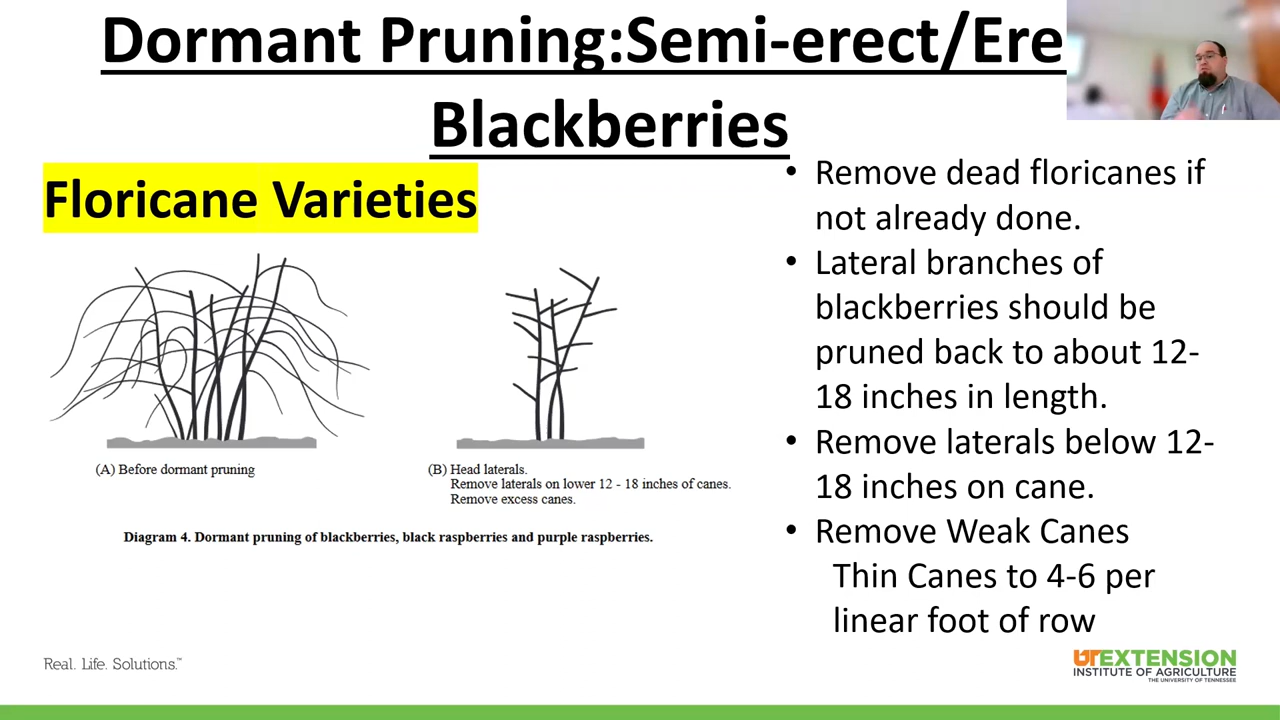 Dormant Pruning:Semi-erect/Ere
Blackberries
Floricane Varieties
(A) Before dormant pruning
(B) Head laterals.
Remove laterals on lower 12 - 18 inches of canes.
Remove excess canes.
Diagram 4. Dormant pruning of blackberries, black raspberries and purple raspberries.
• Remove dead floricanes if
not already done.
• Lateral branches of
blackberries should be
pruned back to about 12-
18 inches in length.
• Remove laterals below 12-
18 inches on cane.
• Remove Weak Canes
Thin Canes to 4-6 per
linear foot of row
Real. Life. Solutions.™
UT EXTENSION
INSTITUTE OF AGRICULTURE
THE UNIVERSITY OF TENNESSEE